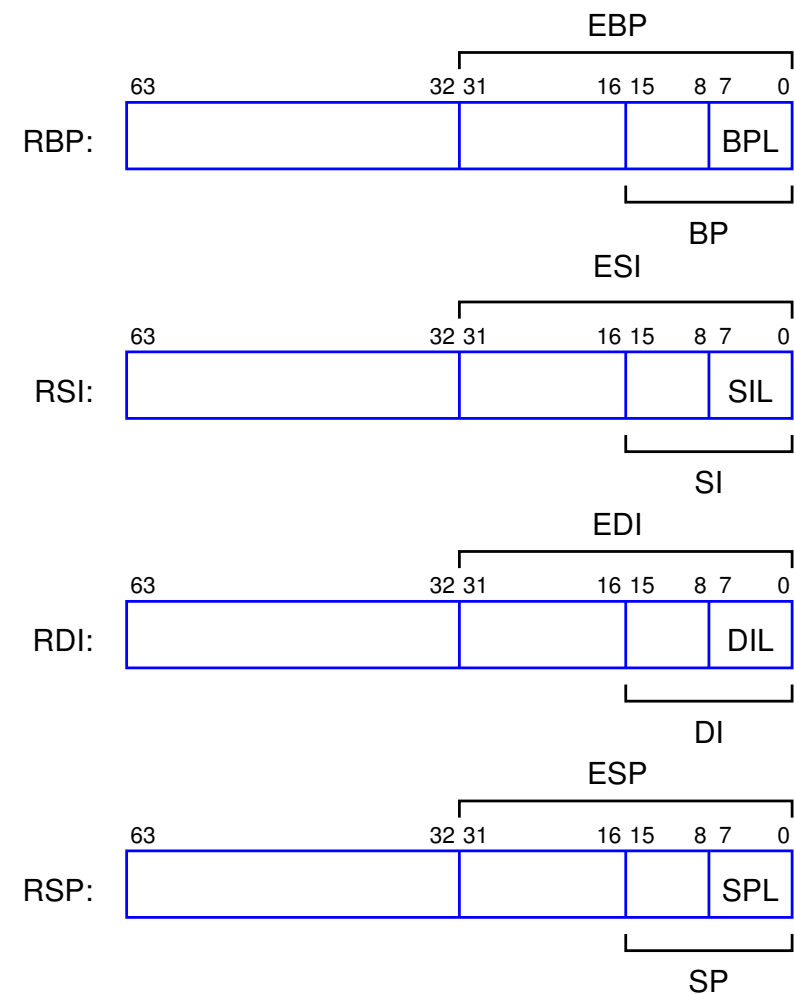 EBP
63 32 31 16 15 8 7 0
RBP: BPL
BP
ESI
63 32 31 16 15 8 7 0
RSI: SIL
SI
EDI
63 32 31 16 15 8 7 0
RDI: DIL
DI
ESP
63 32 31 16 15 8 7 0
RSP: SPL
SP